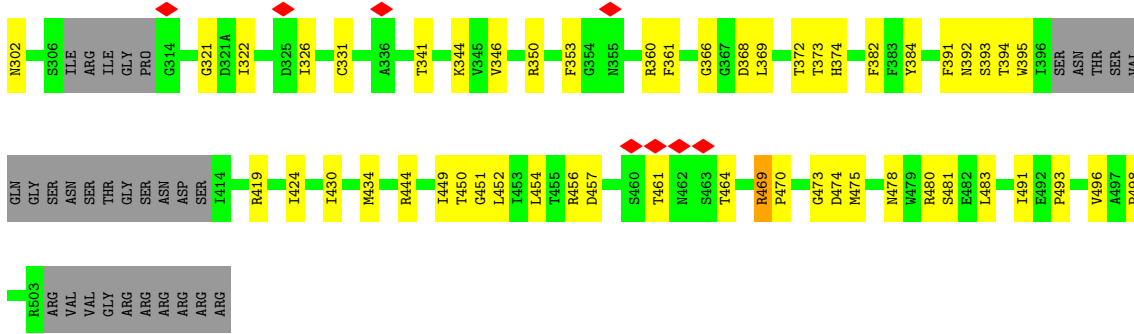 N302 S306 ILE ARG ILE GLY PRO G314 G321 D321A I322 D325 I326 C331 A336 T341 K344 V345 V346 R350 F353 G354 N355 R360 F361 G366 G367 D368 L369 T372 T373 H374 F382 F383 Y384 F391 N392 S393 T394 W395 I396 SER ASN THR SER VAL
GLN GLY SER ASN SER THR GLY SER ASN ASP SER I414 R419 I424 I430 M434 R444 I449 T450 G451 L452 I453 L454 T455 R456 D457 S460 T461 N462 S463 T464 R469 P470 G473 D474 M475 N478 W479 R480 S481 E482 L483 I491 E492 P493 V496 A497
R503 ARG VAL VAL GLY ARG ARG ARG ARG ARG